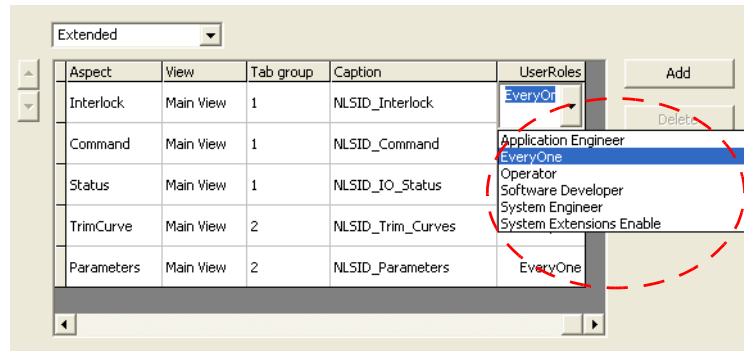 Extended
Aspect View Tab group Caption UserRoles Add
Interlock Main View 1 NLSID_Interlock EveryOn
Delete
Command Main View 1 NLSID_Command
Application Engineer
EveryOne
Operator
Software Developer
System Engineer
System Extensions Enable
Status Main View 1 NLSID_IO_Status
TrimCurve Main View 2 NLSID_Trim_Curves
Parameters Main View 2 NLSID_Parameters EveryOne